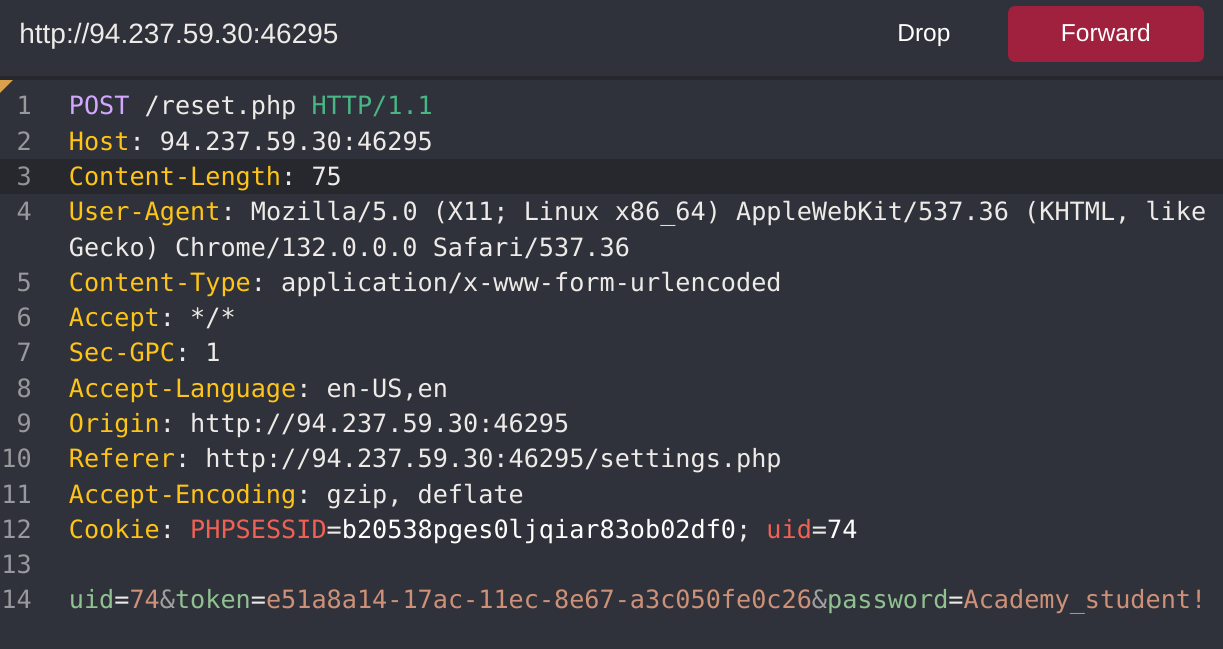 http://94.237.59.30:46295
Drop
Forward
1 POST /reset.php HTTP/1.1
2 Host: 94.237.59.30:46295
3 Content-Length: 75
4 User-Agent: Mozilla/5.0 (X11; Linux x86_64) AppleWebKit/537.36 (KHTML, like
Gecko) Chrome/132.0.0.0 Safari/537.36
5 Content-Type: application/x-www-form-urlencoded
6 Accept: */*
7 Sec-GPC: 1
8 Accept-Language: en-US,en
9 Origin: http://94.237.59.30:46295
10 Referer: http://94.237.59.30:46295/settings.php
11 Accept-Encoding: gzip, deflate
12 Cookie: PHPSESSID=b20538pges0ljqiar83ob02df0; uid=74
13
14 uid=74&token=e51a8a14-17ac-11ec-8e67-a3c050fe0c26&password=Academy_student!